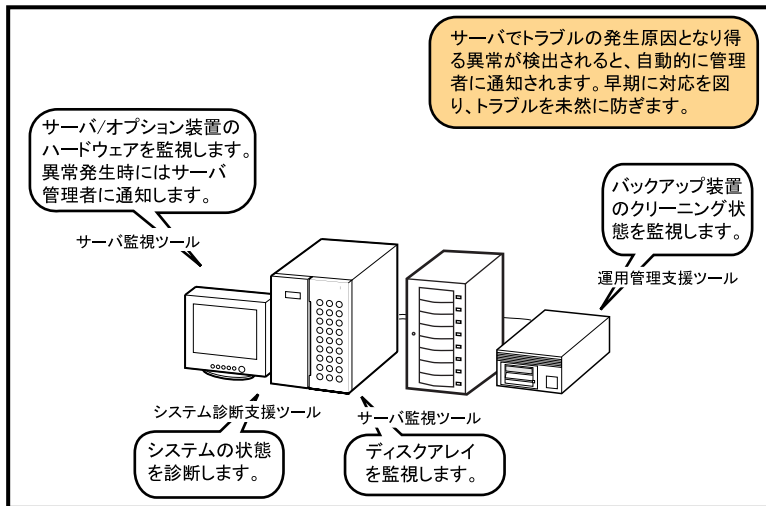 サーバでトラブルの発生原因となり得
る異常が検出されると、自動的に管理
者に通知されます。早期に対応を図
り、トラブルを未然に防ぎます。
サーバ/オプション装置の
ハードウェアを監視します。
異常発生時にはサーバ
管理者に通知します。
サーバ監視ツール
バックアップ装置
のクリーニング状
態を監視します。
運用管理支援ツール
システム診断支援ツール
システムの状態
を診断します。
サーバ監視ツール
ディスクアレイ
を監視します。